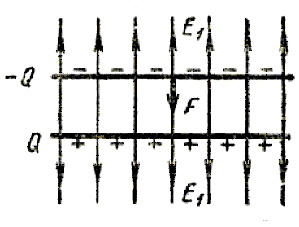 E₁
- - - - - -
-Q
F
Q
+ + + + + +
E₁